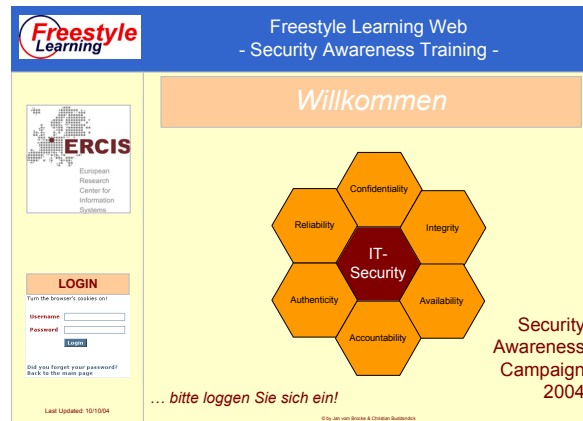 Freestyle
Learning
Freestyle Learning Web
- Security Awareness Training -
Willkommen
ERCIS
European
Research
Center for
Information
Systems
Confidentiality
Reliability
Integrity
IT-
Security
Authenticity
Availability
Accountability
LOGIN
Turn the browser's cookies on!
Username
Password
Login
Did you forget your password?
Back to the main page
Security
Awareness
Campaign
2004
... bitte loggen Sie sich ein!
Last Updated: 10/10/04
© by Jan vom Brocke & Christian Buddendick